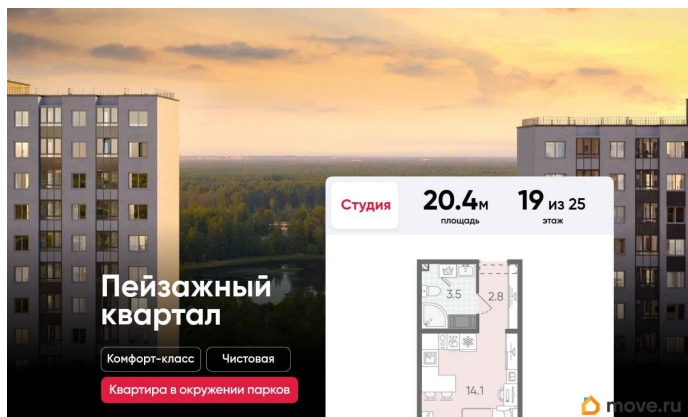 Студия
20.4м
площадь
19 из 25
этаж
3.5
2.8
14.1
Пейзажный
квартал
Комфорт-класс
Чистовая
Квартира в окружении парков
move.ru